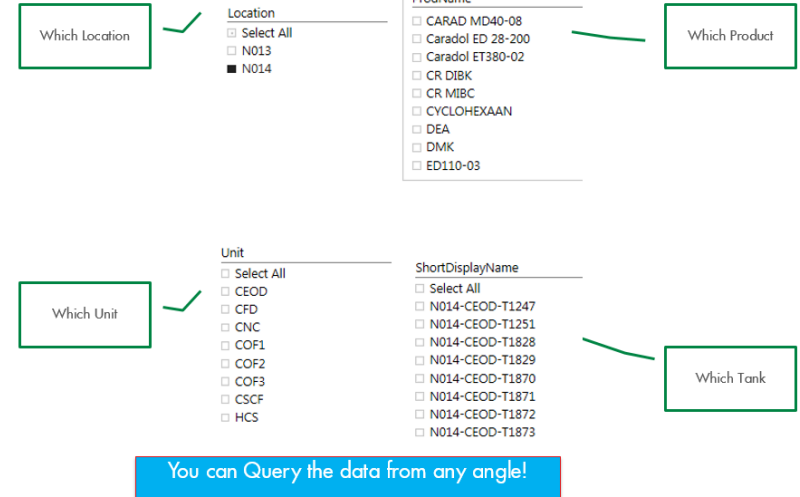 ProdName
Location
Which Location
Select All
N013
N014
CARAD MD40-08
Caradol ED 28-200
Caradol ET380-02
CR DIBK
CR MIBC
CYCLOHEXAAN
DEA
DMK
ED110-03
Which Product
Unit
Select All
CEOD
CFD
CNC
COF1
COF2
COF3
CSCF
HCS
Which Unit
ShortDisplayName
Select All
N014-CEOD-T1247
N014-CEOD-T1251
N014-CEOD-T1828
N014-CEOD-T1829
N014-CEOD-T1870
N014-CEOD-T1871
N014-CEOD-T1872
N014-CEOD-T1873
Which Tank
You can Query the data from any angle!